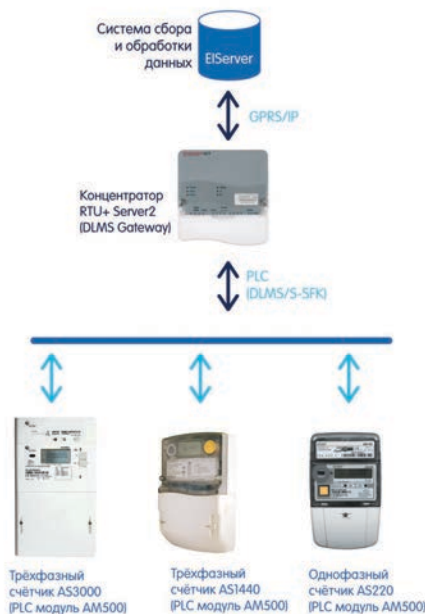 Система сбора
и обработки
данных
ElServer
GPRS/IP
Концентратор
RTU+ Server2
(DLMS Gateway)
PLC
(DLMS/S-SFK)
Трёхфазный
счётчик AS3000
(PLC модуль AM500)
Трёхфазный
счётчик AS1440
(PLC модуль AM500)
Однофазный
счётчик AS220
(PLC модуль AM500)